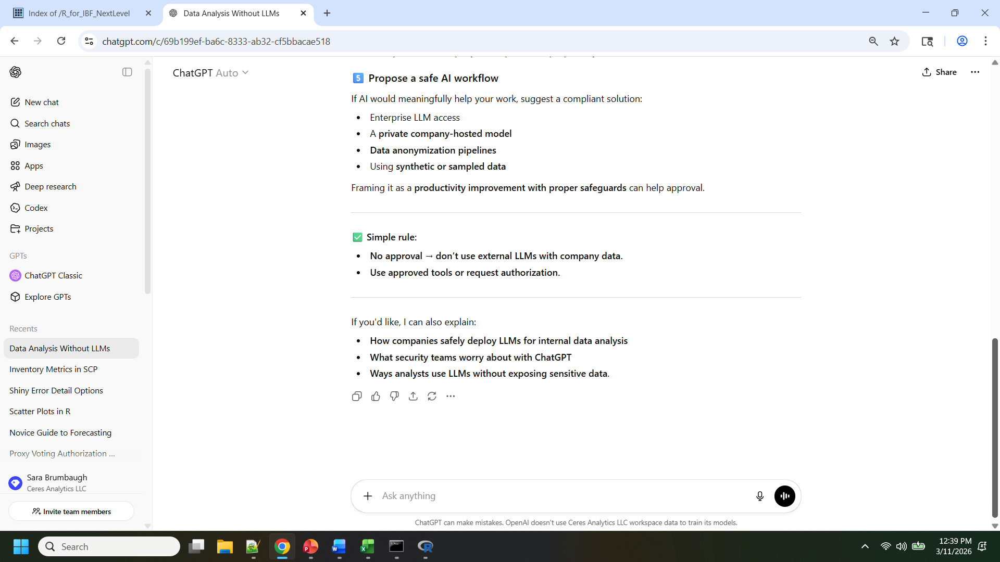 Index of /R_for_IBF_NextLevel
Data Analysis Without LLMs
chatgpt.com/c/69b199ef-ba6c-8333-ab32-cf5bbacae518
ChatGPT Auto
Share
New chat
Search chats
Images
Apps
Deep research
Codex
Projects
GPTs
ChatGPT Classic
Explore GPTs
Recents
Data Analysis Without LLMs
Inventory Metrics in SCP
Shiny Error Detail Options
Scatter Plots in R
Novice Guide to Forecasting
Proxy Voting Authorization ...
Sara Brumbaugh
Ceres Analytics LLC
Invite team members
5 Propose a safe AI workflow
If AI would meaningfully help your work, suggest a compliant solution:
• Enterprise LLM access
• A private company-hosted model
• Data anonymization pipelines
• Using synthetic or sampled data
Framing it as a productivity improvement with proper safeguards can help approval.
✅ Simple rule:
• No approval → don’t use external LLMs with company data.
• Use approved tools or request authorization.
If you'd like, I can also explain:
• How companies safely deploy LLMs for internal data analysis
• What security teams worry about with ChatGPT
• Ways analysts use LLMs without exposing sensitive data.
Ask anything
ChatGPT can make mistakes. OpenAI doesn't use Ceres Analytics LLC workspace data to train its models.
Search
12:39 PM
3/11/2026